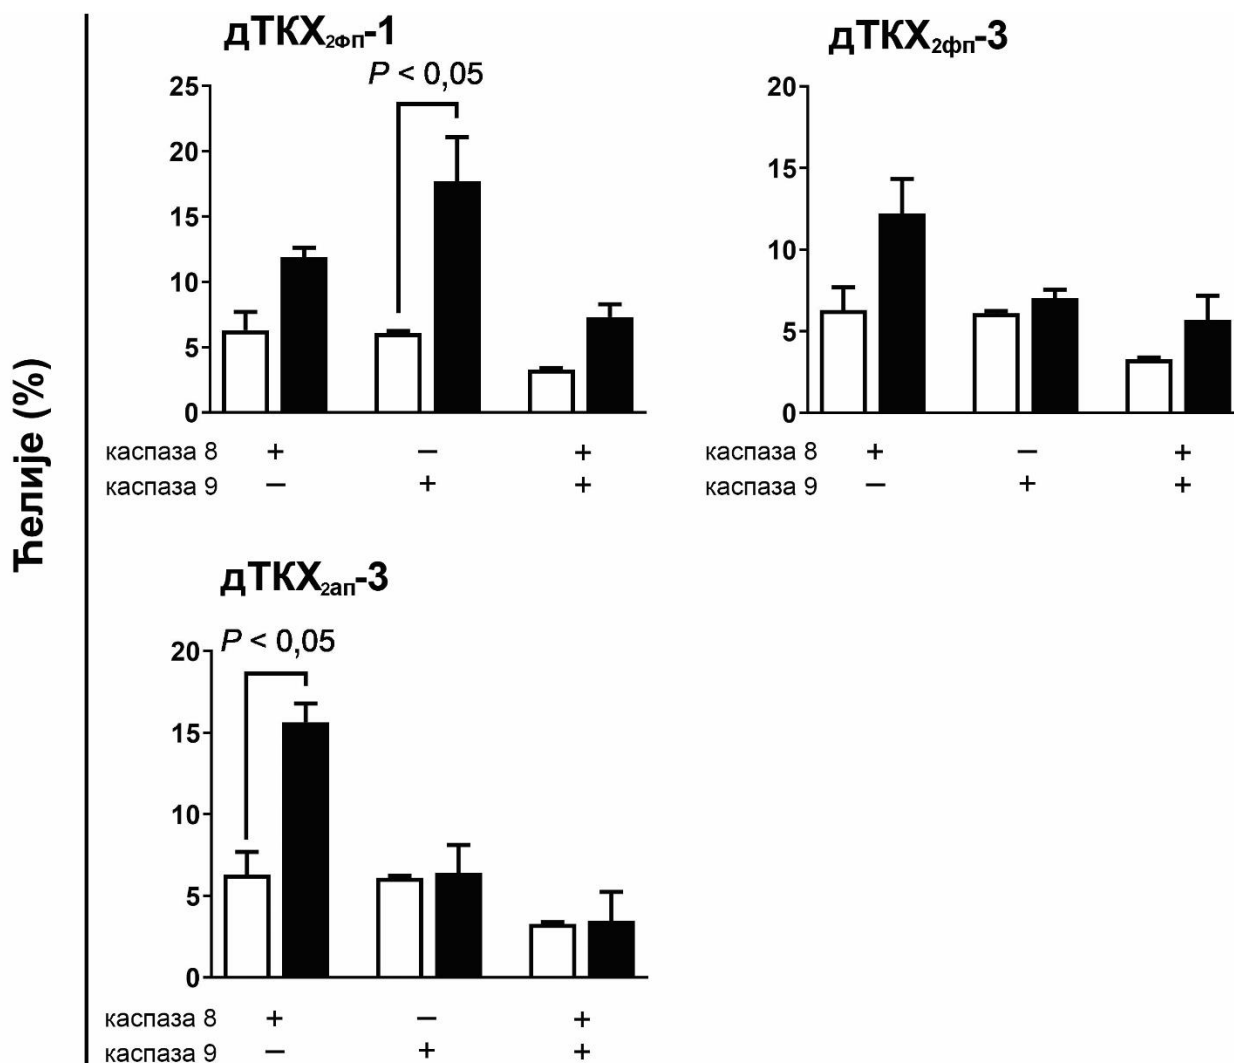 Ћелије (%)
дТКХ2фп-1
P < 0,05
25
20
15
10
5
0
каспаза 8 + – +
каспаза 9 – + +
дТКХ2фп-3
20
15
10
5
0
каспаза 8 + – +
каспаза 9 – + +
дТКХ2ап-3
P < 0,05
20
15
10
5
0
каспаза 8 + – +
каспаза 9 – + +